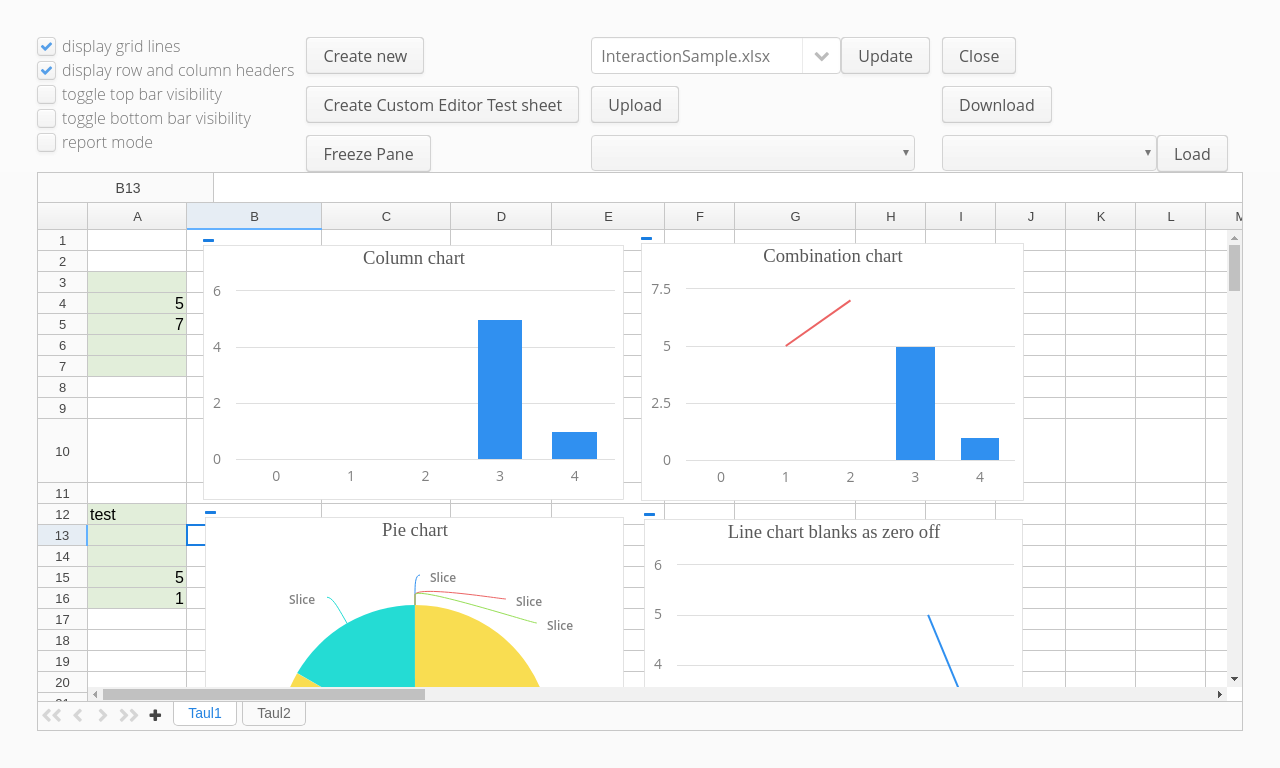 display grid lines
display row and column headers
toggle top bar visibility
toggle bottom bar visibility
report mode
Create new
InteractionSample.xlsx
Update
Close
Create Custom Editor Test sheet
Upload
Download
Freeze Pane
Load
B13
A B C D E F G H I J K L M
1
2
3
4 5
5 7
6
7
8
9
10
11
12 test
13
14
15 5
16 1
17
18
19
20
21
Column chart
6
4
2
0
0 1 2 3 4
Combination chart
7.5
5
2.5
0
0 1 2 3 4
Pie chart
Slice
Slice
Slice
Slice
Line chart blanks as zero off
6
5
4
Taul1 Taul2